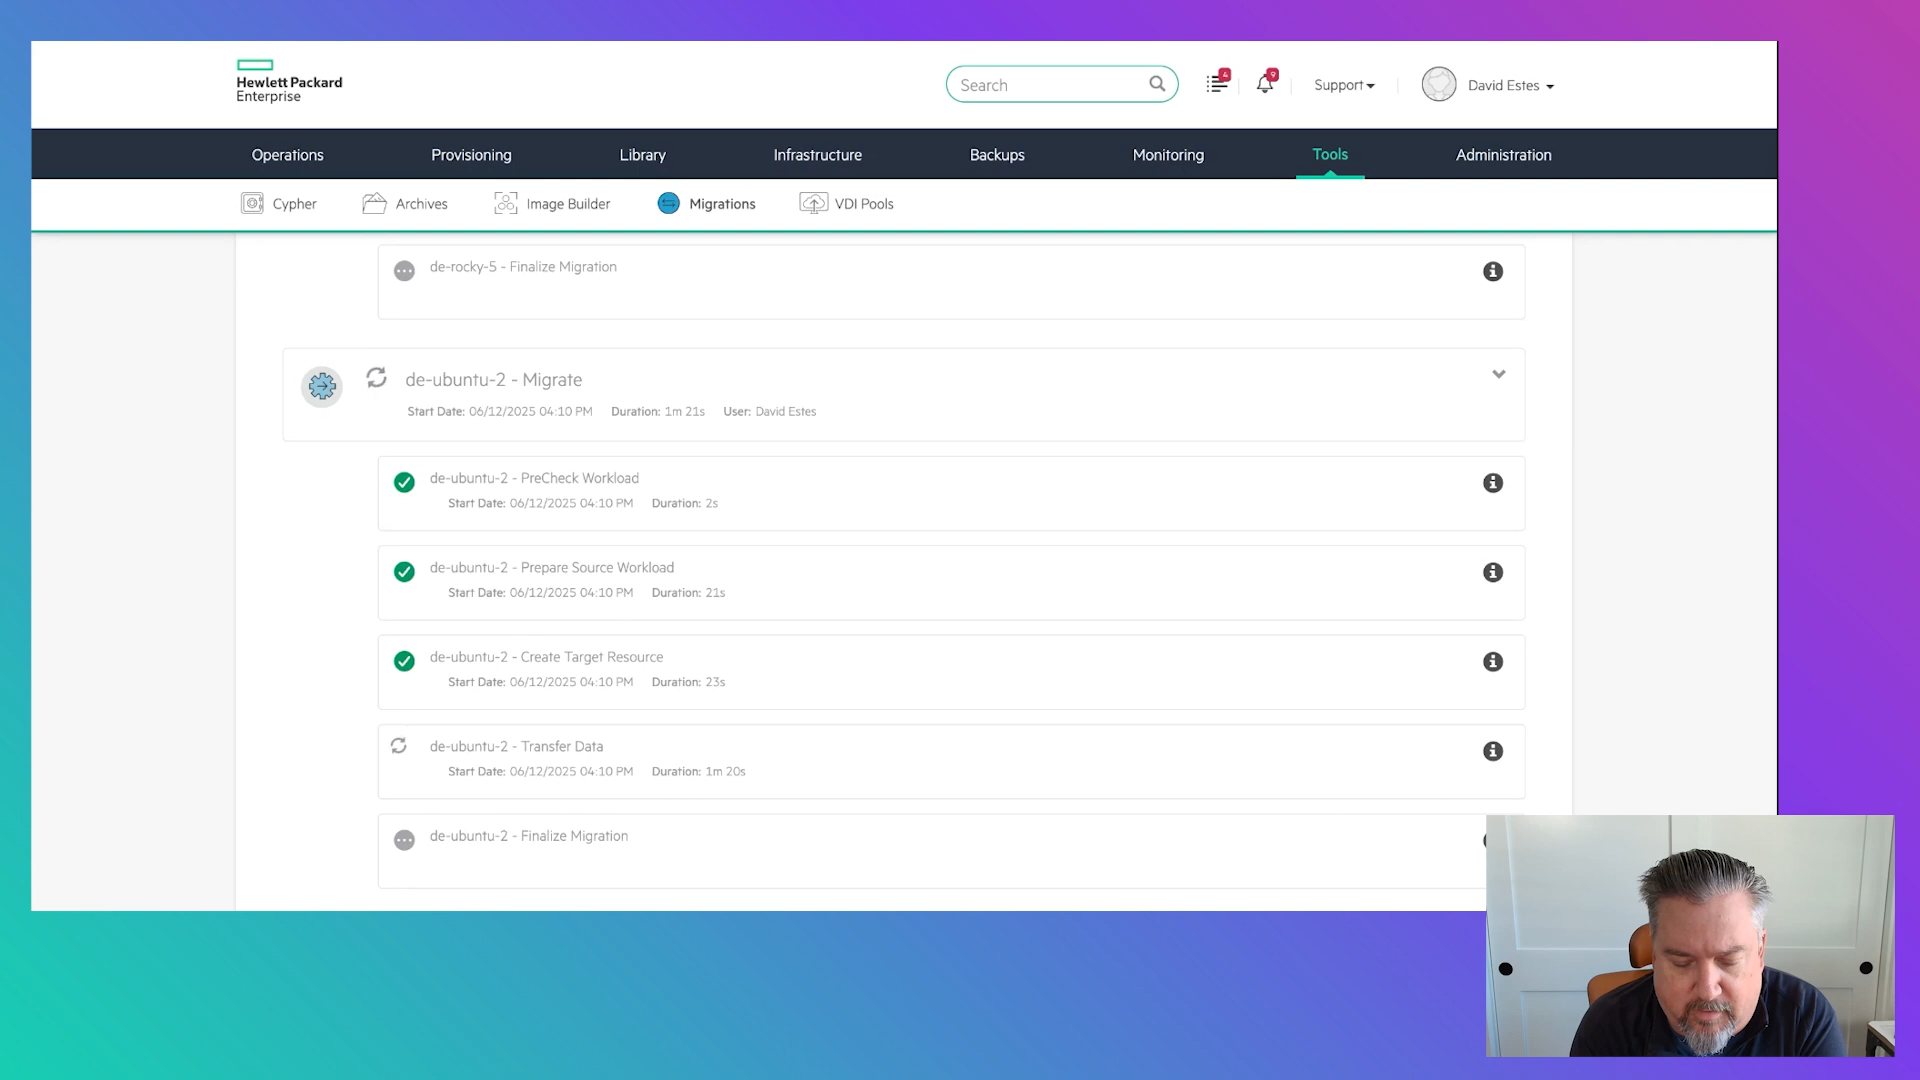 Hewlett Packard
Enterprise
Search
4
9
Support
David Estes
Operations
Provisioning
Library
Infrastructure
Backups
Monitoring
Tools
Administration
Cypher
Archives
Image Builder
Migrations
VDI Pools
de-rocky-5 - Finalize Migration
de-ubuntu-2 - Migrate
Start Date: 06/12/2025 04:10 PM Duration: 1m 21s User: David Estes
de-ubuntu-2 - PreCheck Workload
Start Date: 06/12/2025 04:10 PM Duration: 2s
de-ubuntu-2 - Prepare Source Workload
Start Date: 06/12/2025 04:10 PM Duration: 21s
de-ubuntu-2 - Create Target Resource
Start Date: 06/12/2025 04:10 PM Duration: 23s
de-ubuntu-2 - Transfer Data
Start Date: 06/12/2025 04:10 PM Duration: 1m 20s
de-ubuntu-2 - Finalize Migration